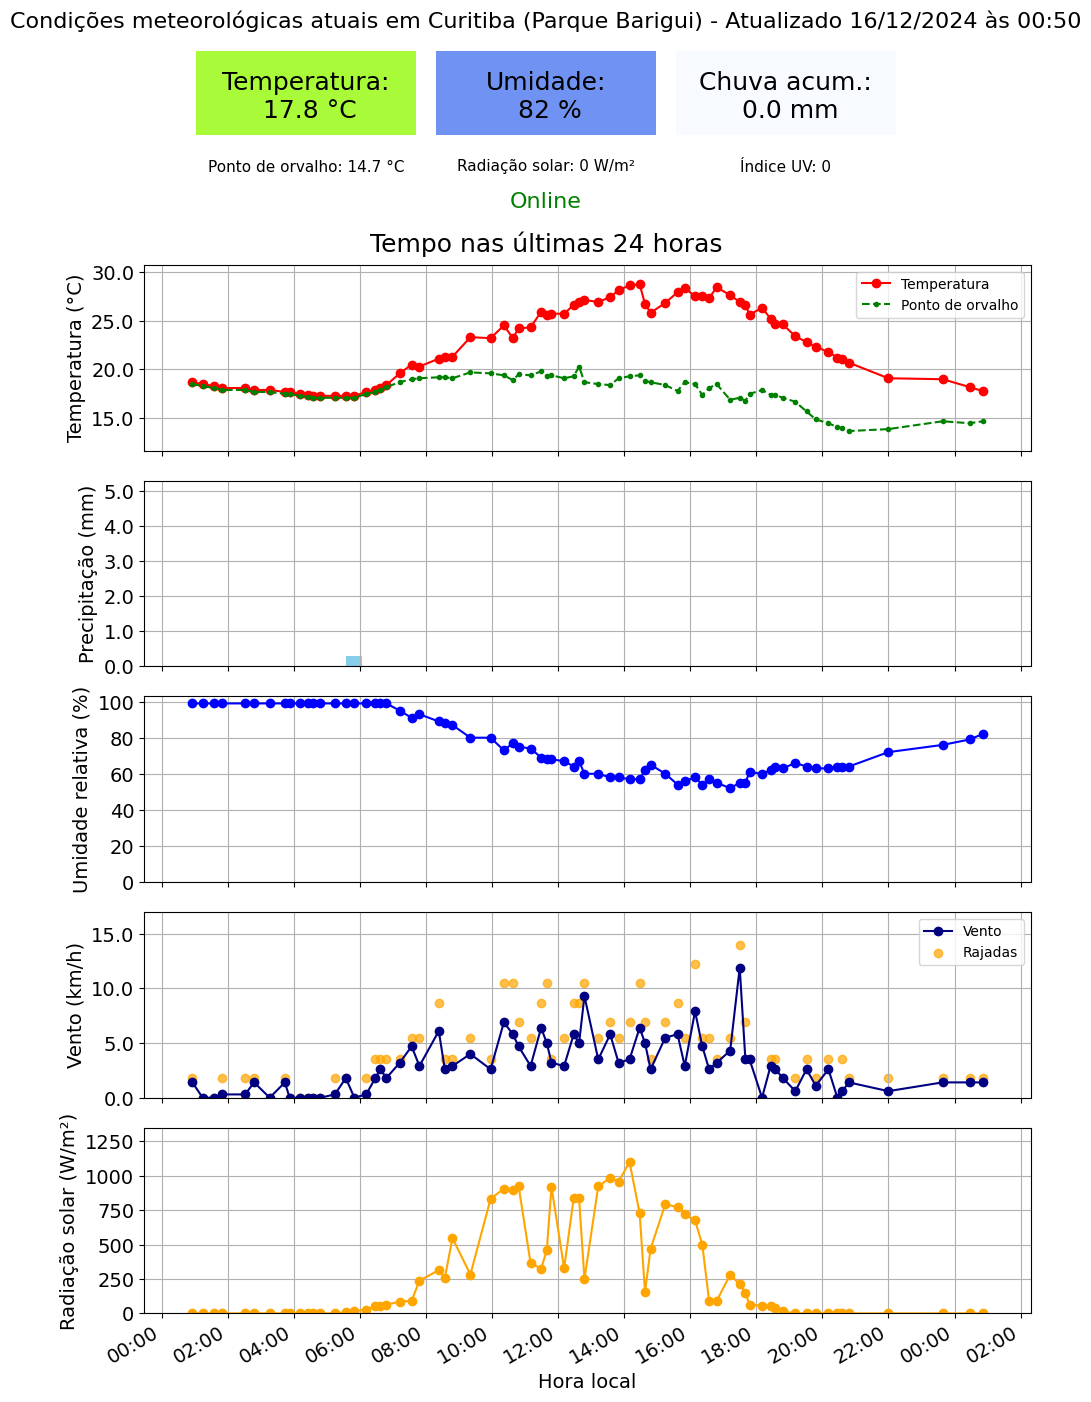 Condições meteorológicas atuais em Curitiba (Parque Barigui) - Atualizado 16/12/2024 às 00:50
Temperatura:
17.8 °C
Umidade:
82 %
Chuva acum.:
0.0 mm
Ponto de orvalho: 14.7 °C
Radiação solar: 0 W/m²
Índice UV: 0
Online
Tempo nas últimas 24 horas
Temperatura (°C)
30.0
25.0
20.0
15.0
Temperatura
Ponto de orvalho
Precipitação (mm)
5.0
4.0
3.0
2.0
1.0
0.0
Umidade relativa (%)
100
80
60
40
20
0
Vento (km/h)
15.0
10.0
5.0
0.0
Vento
Rajadas
Radiação solar (W/m²)
1250
1000
750
500
250
0
00:00
02:00
04:00
06:00
08:00
10:00
12:00
14:00
16:00
18:00
20:00
22:00
00:00
02:00
Hora local